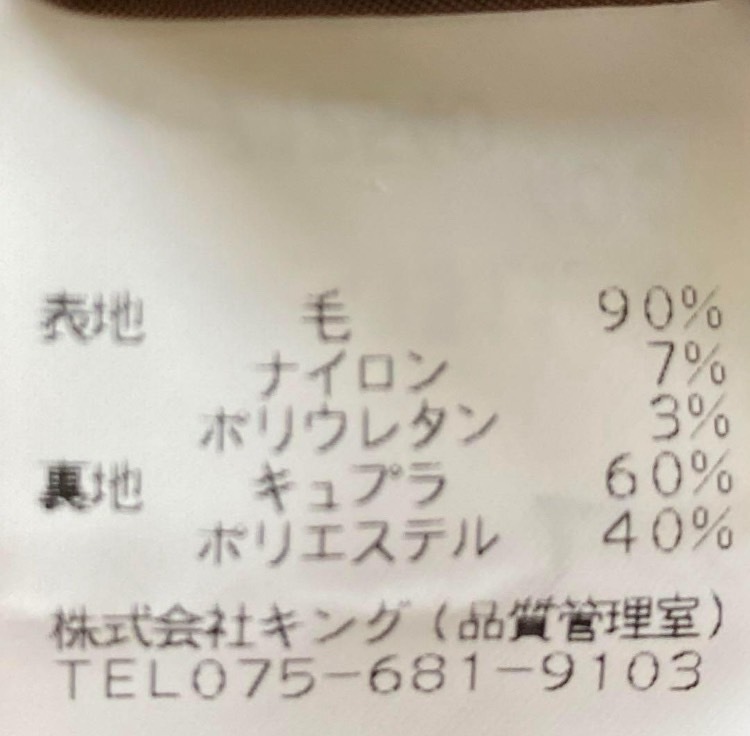 表地 毛 90%
ナイロン 7%
ポリウレタン 3%
裏地 キュプラ 60%
ポリエステル 40%
株式会社キング(品質管理室)
TEL075-681-9103